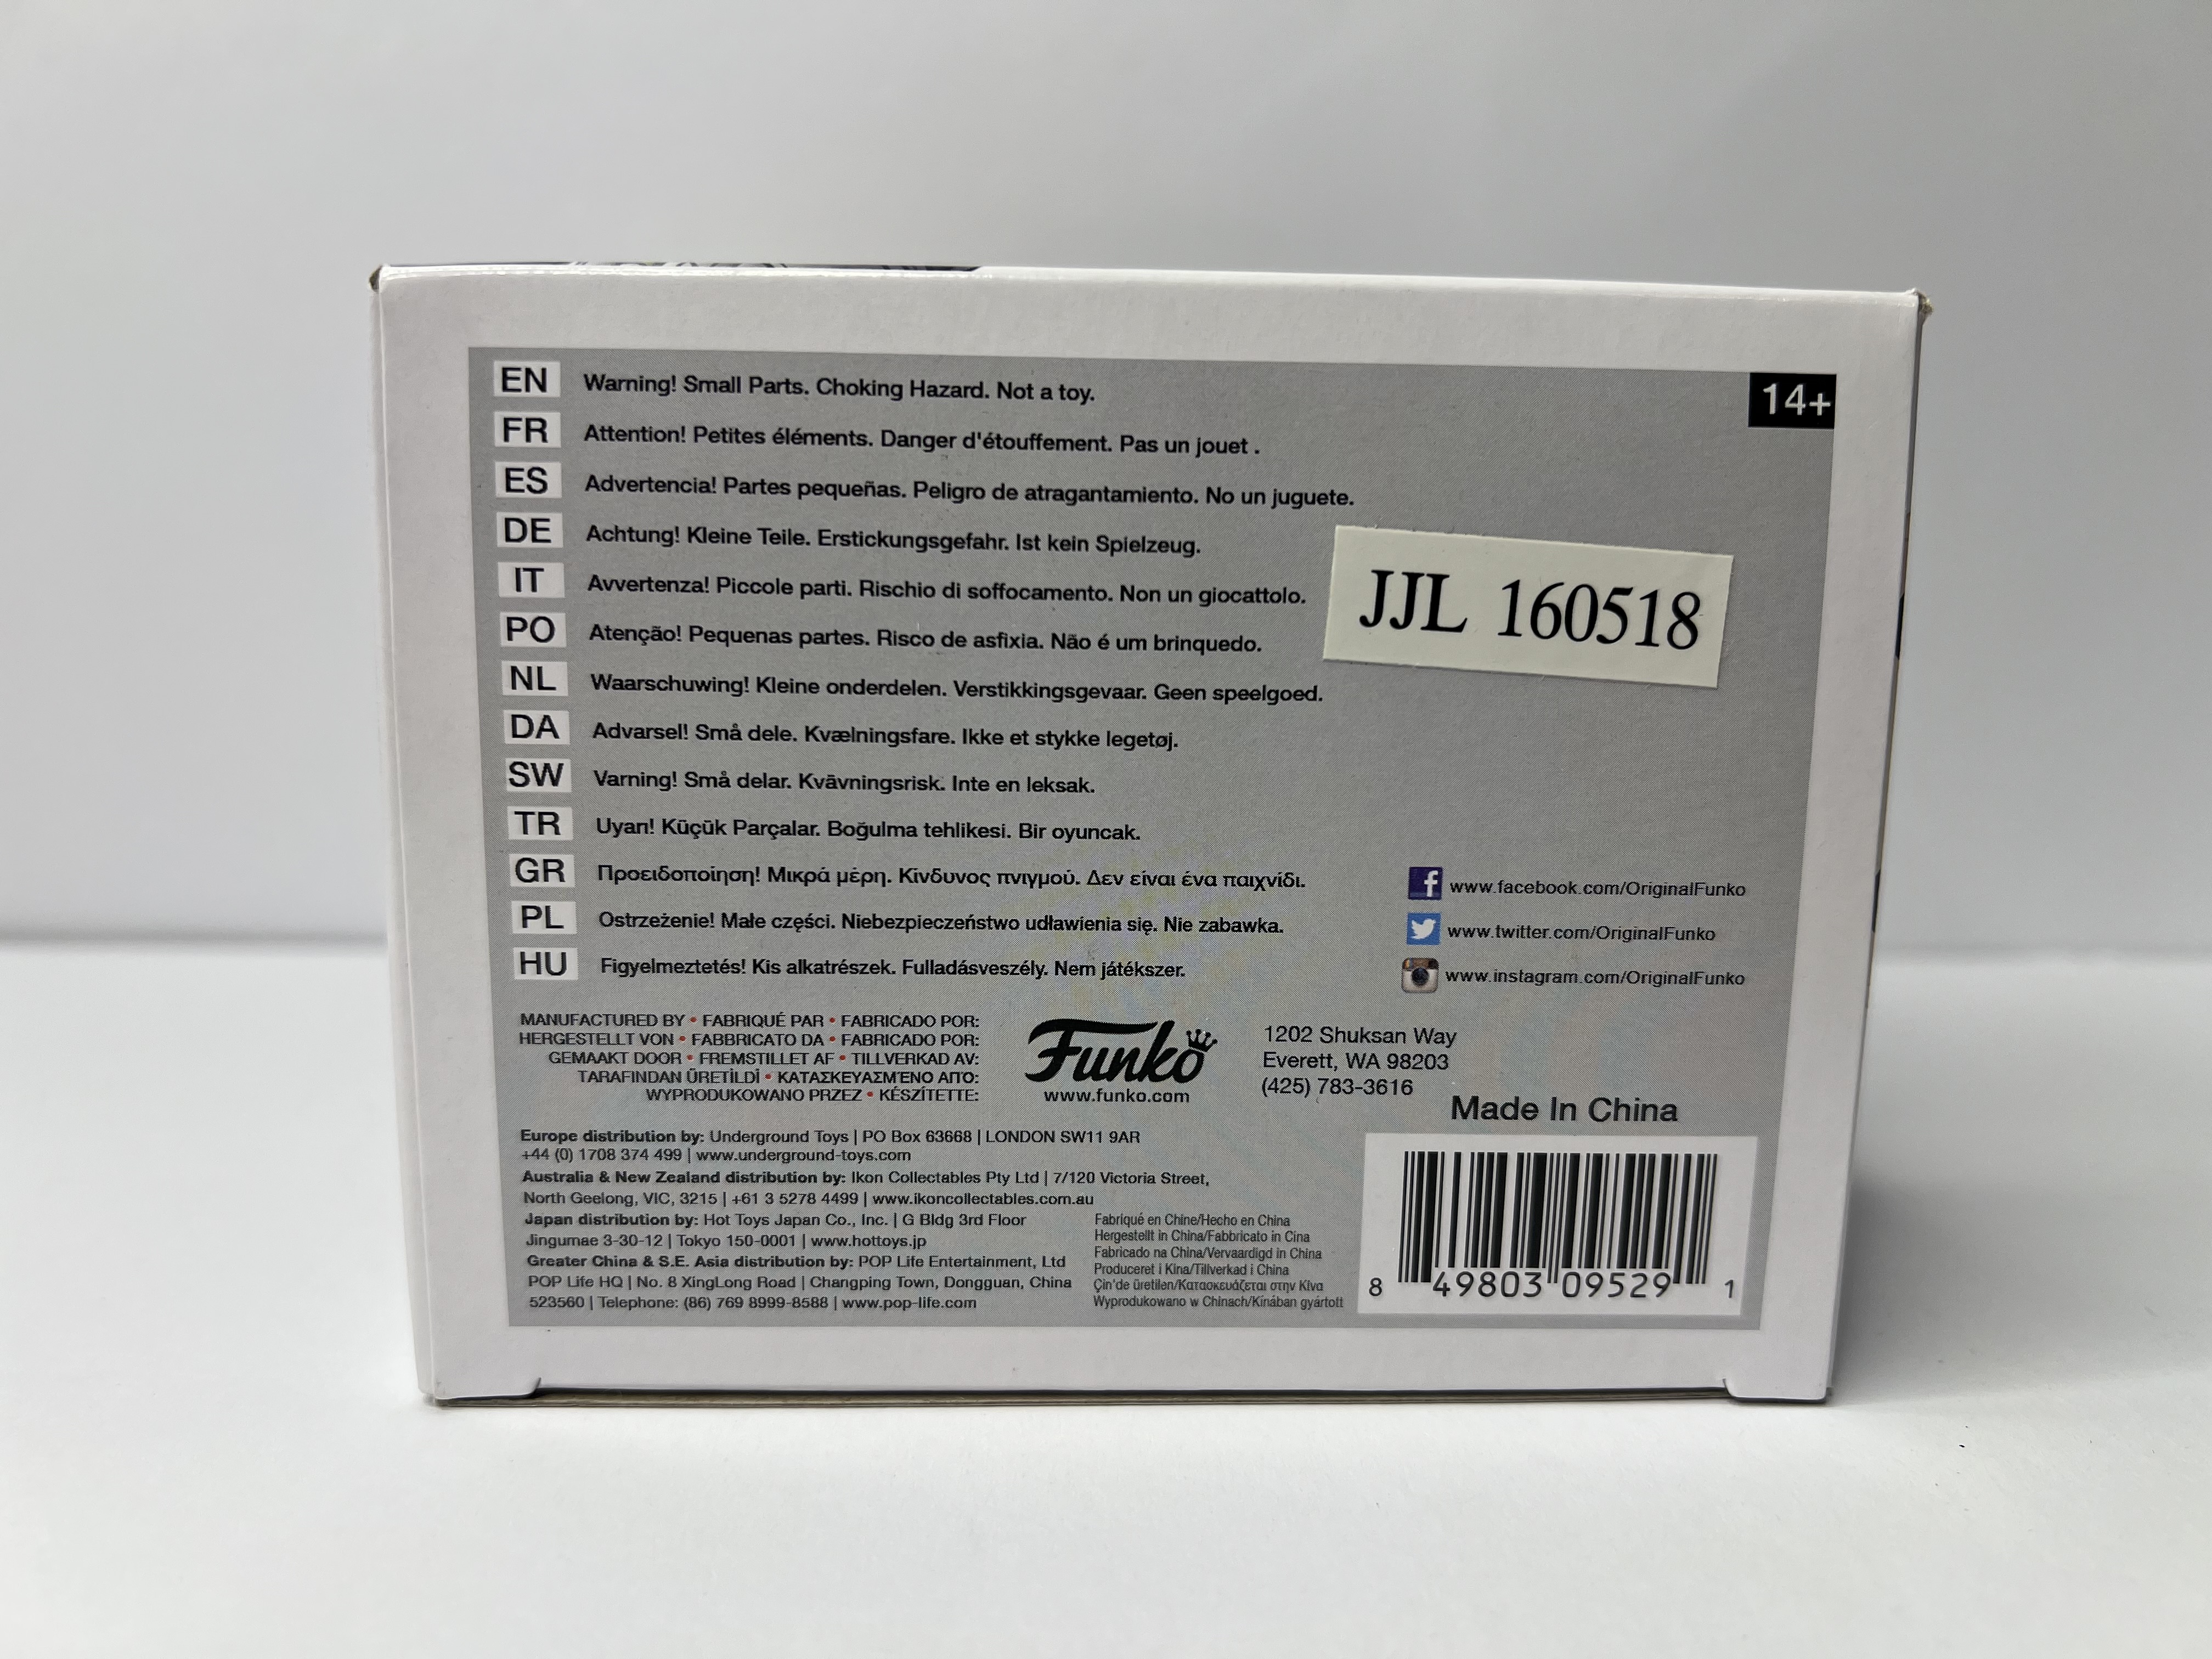 EN Warning! Small Parts. Choking Hazard. Not a toy.
14+
FR Attention! Petites éléments. Danger d'étouffement. Pas un jouet .
ES Advertencia! Partes pequeñas. Peligro de atragantamiento. No un juguete.
DE Achtung! Kleine Teile. Erstickungsgefahr. Ist kein Spielzeug.
IT Avvertenza! Piccole parti. Rischio di soffocamento. Non un giocattolo.
JJL 160518
PO Atenção! Pequenas partes. Risco de asfixia. Não é um brinquedo.
NL Waarschuwing! Kleine onderdelen. Verstikkingsgevaar. Geen speelgoed.
DA Advarsel! Små dele. Kvælningsfare. Ikke et stykke legetøj.
SW Varning! Små delar. Kvävningsrisk. Inte en leksak.
TR Uyarı! Küçük Parçalar. Boğulma tehlikesi. Bir oyuncak.
GR Προειδοποίηση! Μικρά μέρη. Κίνδυνος πνιγμού. Δεν είναι ένα παιχνίδι.
PL Ostrzeżenie! Małe części. Niebezpieczeństwo udławienia się. Nie zabawka.
HU Figyelmeztetés! Kis alkatrészek. Fulladásveszély. Nem játékszer.
www.facebook.com/OriginalFunko
www.twitter.com/OriginalFunko
www.instagram.com/OriginalFunko
MANUFACTURED BY • FABRIQUÉ PAR • FABRICADO POR:
HERGESTELLT VON • FABBRICATO DA • FABRICADO POR:
GEMAAKT DOOR • FREMSTILLET AF • TILLVERKAD AV:
TARAFINDAN ÜRETİLDİ • ΚΑΤΑΣΚΕΥΑΣΜΈΝΟ ΑΠΌ:
WYPRODUKOWANO PRZEZ • KÉSZÍTETTE:
Funko
www.funko.com
1202 Shuksan Way
Everett, WA 98203
(425) 783-3616
Made In China
Europe distribution by: Underground Toys | PO Box 63668 | LONDON SW11 9AR
+44 (0) 1708 374 499 | www.underground-toys.com
Australia & New Zealand distribution by: Ikon Collectables Pty Ltd | 7/120 Victoria Street,
North Geelong, VIC, 3215 | +61 3 5278 4499 | www.ikoncollectables.com.au
Japan distribution by: Hot Toys Japan Co., Inc. | G Bldg 3rd Floor
Jingumae 3-30-12 | Tokyo 150-0001 | www.hottoys.jp
Greater China & S.E. Asia distribution by: POP Life Entertainment, Ltd
POP Life HQ | No. 8 XingLong Road | Changping Town, Dongguan, China
523560 | Telephone: (86) 769 8999-8588 | www.pop-life.com
Fabriqué en Chine/Hecho en China
Hergestellt in China/Fabbricato in Cina
Fabricado na China/Vervaardigd in China
Produceret i Kina/Tillverkad i China
Çin'de üretilen/Κατασκευάζεται στην Κίνα
Wyprodukowano w Chinach/Kínában gyártott
8 49803 09529 1